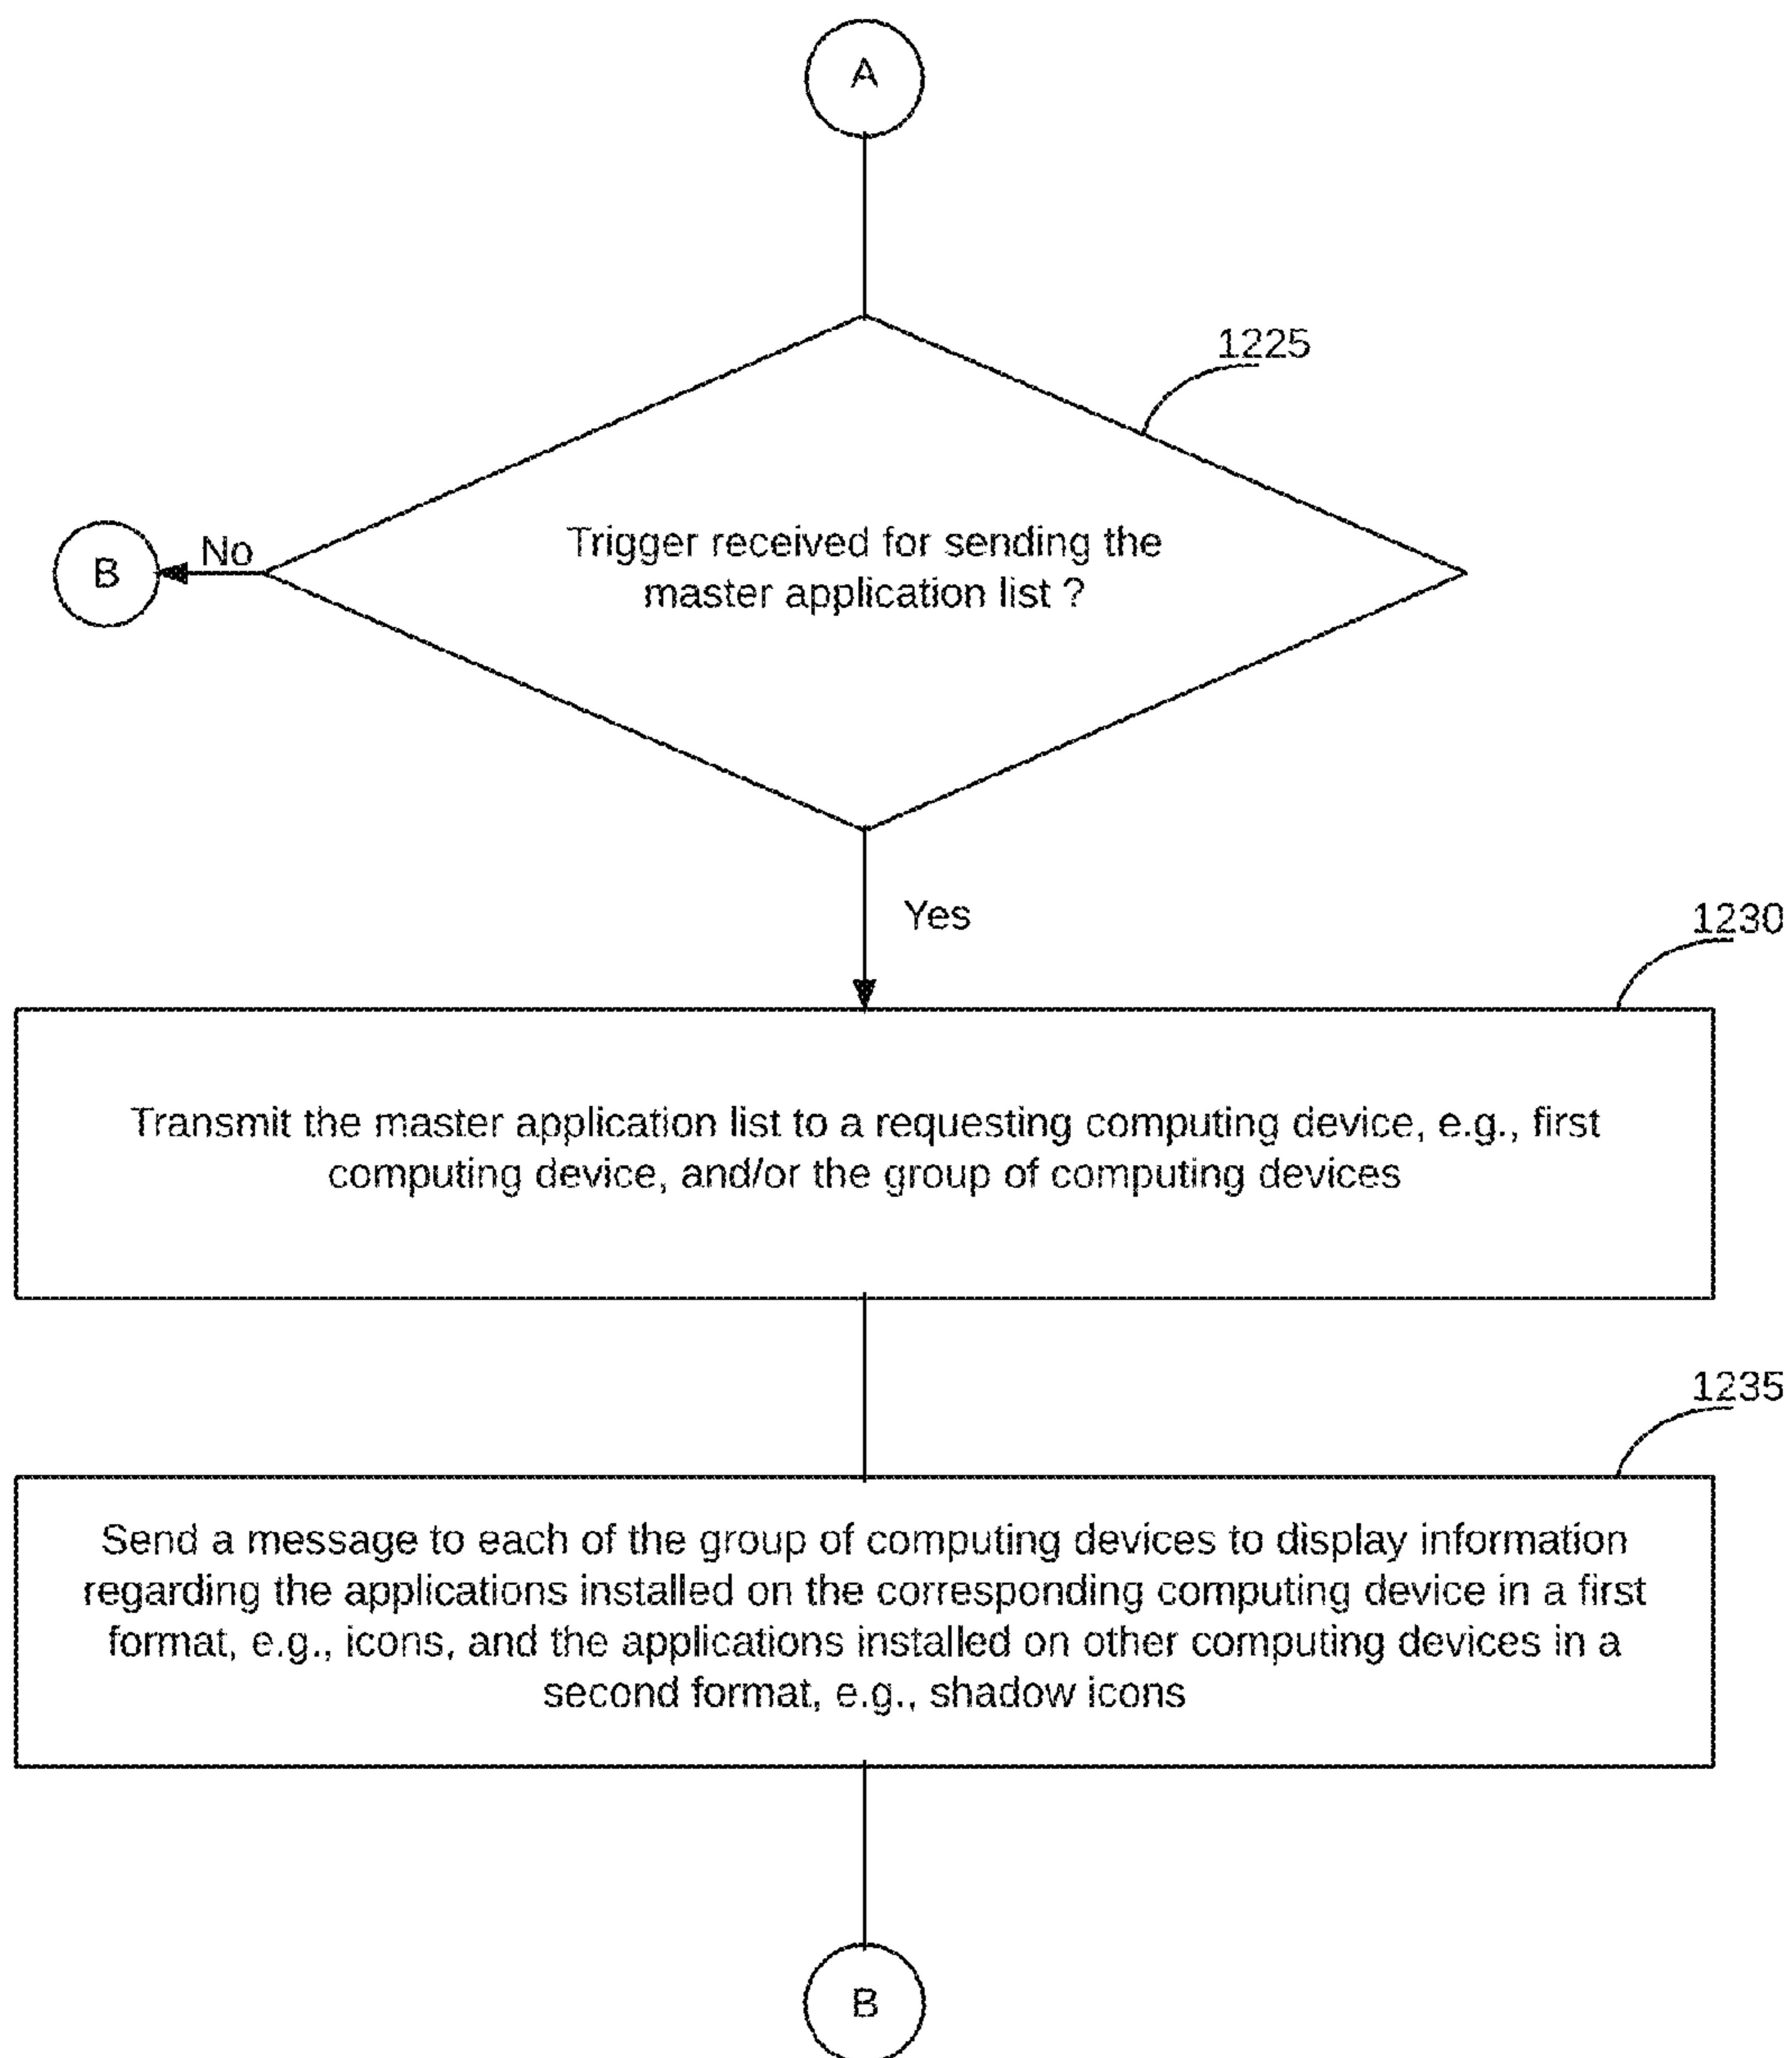 A
1225
Trigger received for sending the
master application list ?
No
B
Yes
1230
Transmit the master application list to a requesting computing device, e.g., first
computing device, and/or the group of computing devices
1235
Send a message to each of the group of computing devices to display information
regarding the applications installed on the corresponding computing device in a first
format, e.g., icons, and the applications installed on other computing devices in a
second format, e.g., shadow icons
B